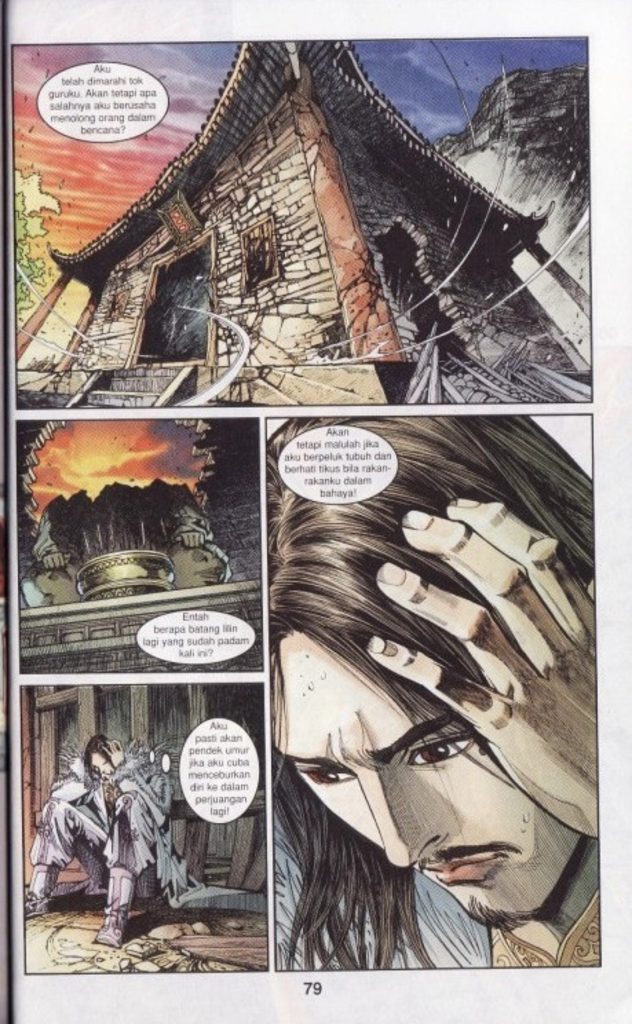 Aku
telah dimarahi tok
guruku. Akan tetapi apa
salahnya aku berusaha
menolong orang dalam
bencana?
Entah
berapa batang lilin
lagi yang sudah padam
kali ini?
Akan
tetapi malulah jika
aku berpeluk tubuh dan
berhati tikus bila rakan-
rakanku dalam
bahaya!
Aku
pasti akan
pendek umur
jika aku cuba
menceburkan
diri ke dalam
perjuangan
lagi!
79